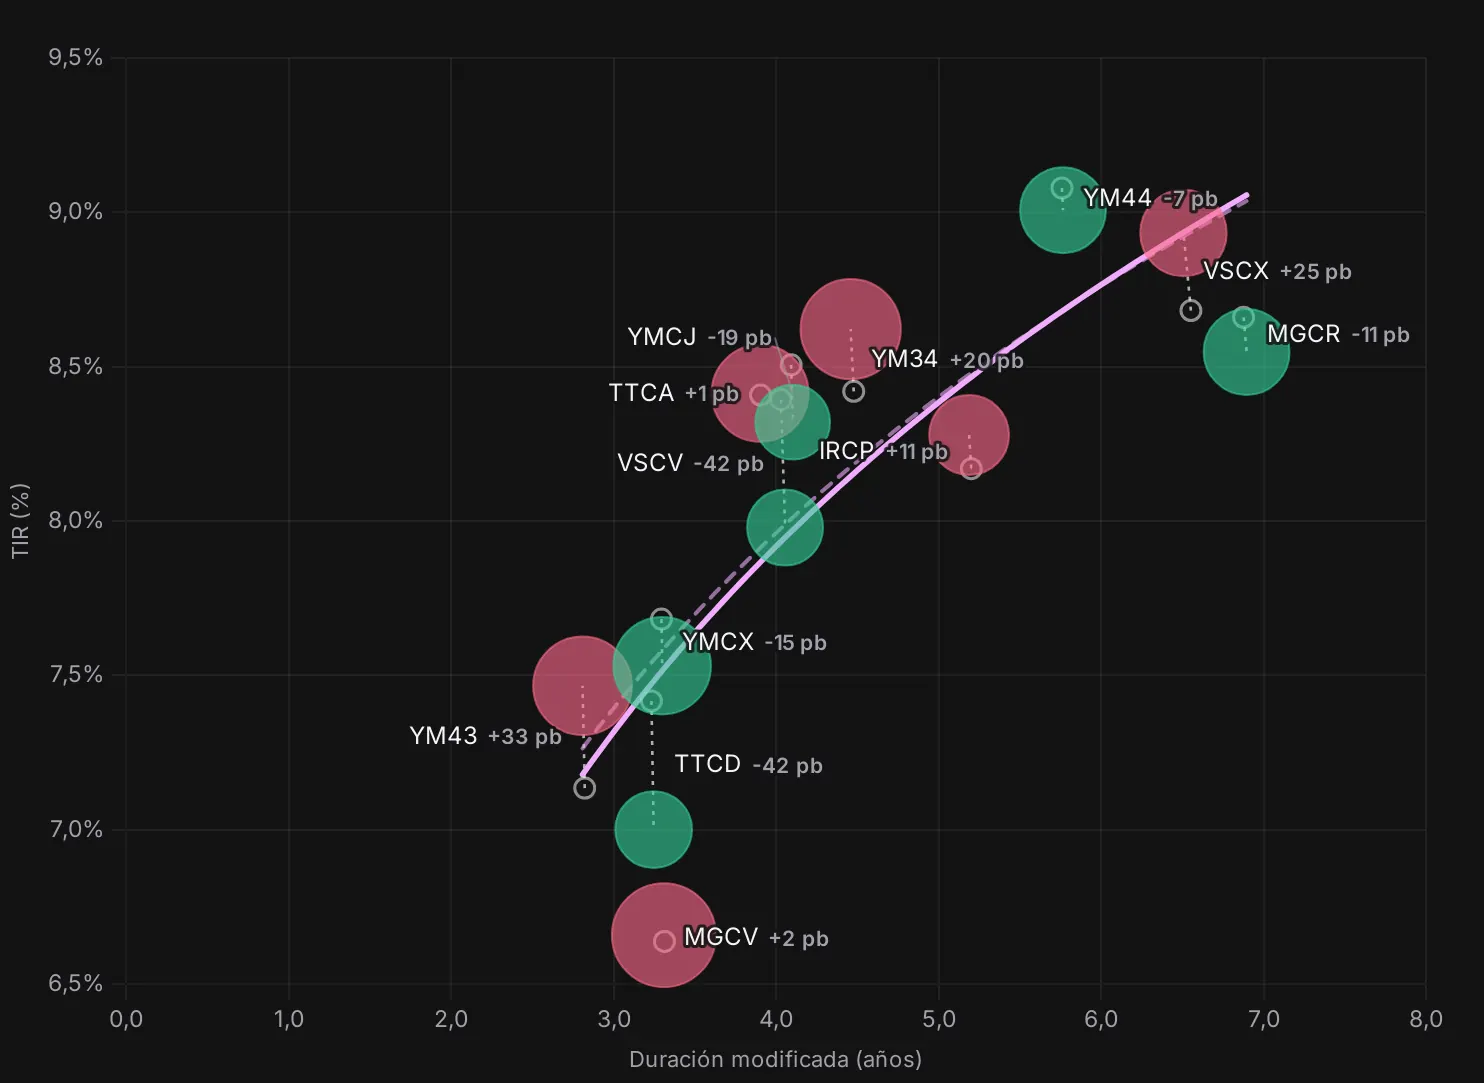 9,5%
9,0%
8,5%
8,0%
7,5%
7,0%
6,5%
TIR (%)
YM44 -7 pb
VSCX +25 pb
MGCR -11 pb
YMCJ -19 pb
YM34 +20 pb
TTCA +1 pb
IRCP +11 pb
VSCV -42 pb
YMCX -15 pb
YM43 +33 pb
TTCD -42 pb
MGCV +2 pb
0,0 1,0 2,0 3,0 4,0 5,0 6,0 7,0 8,0
Duración modificada (años)